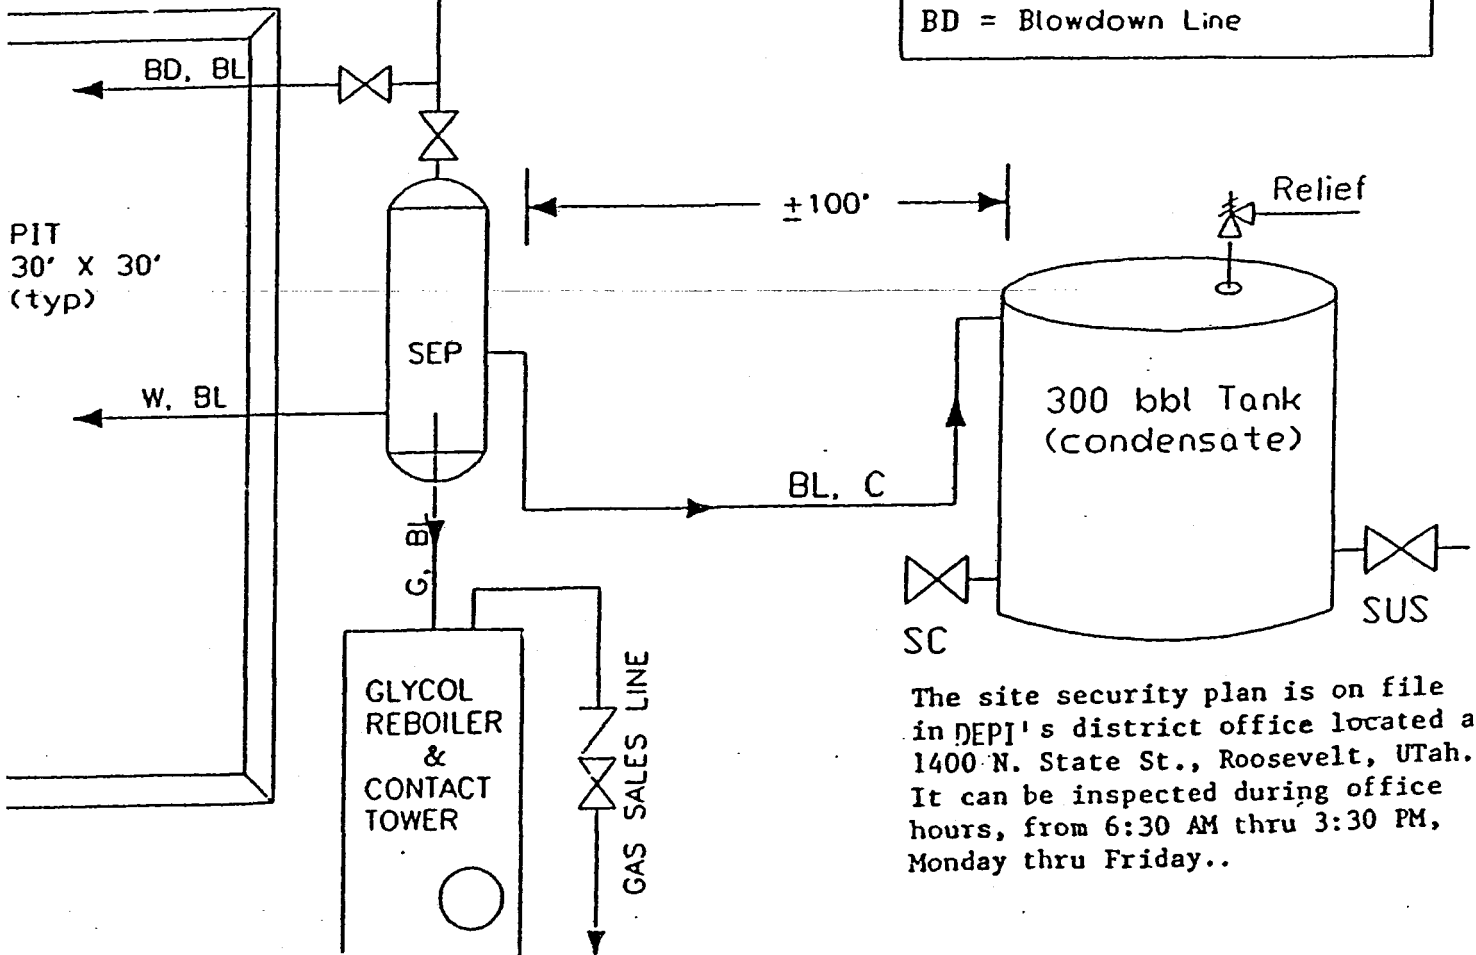 BD = Blowdown Line
BD, BL
Relief
±100'
PIT
30' X 30'
(typ)
SEP
W, BL
300 bbl Tank
(condensate)
BL, C
G, BL
SC
SUS
GLYCOL
REBOILER
&
CONTACT
TOWER
GAS SALES LINE
The site security plan is on file
in DEPI's district office located a
1400 N. State St., Roosevelt, UTah.
It can be inspected during office
hours, from 6:30 AM thru 3:30 PM,
Monday thru Friday..